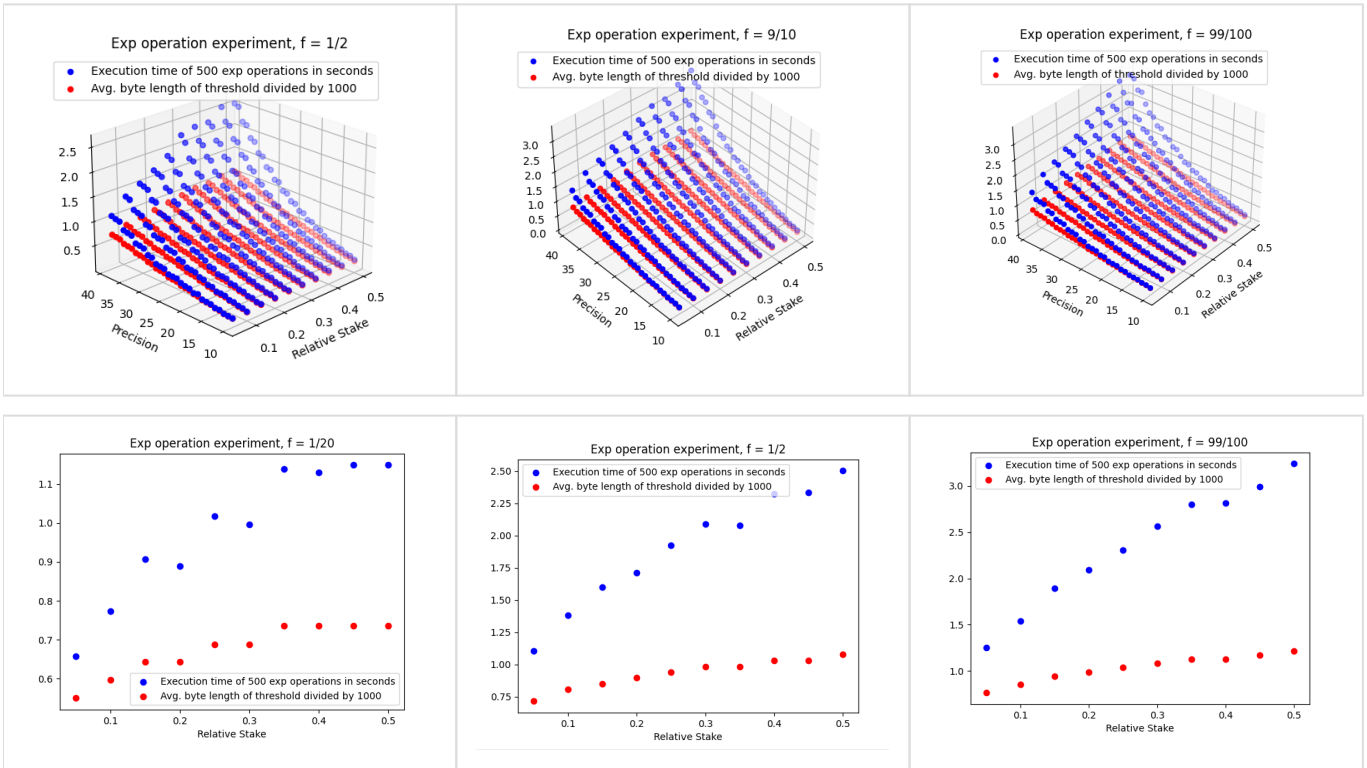 Exp operation experiment, f = 1/2
Execution time of 500 exp operations in seconds
Avg. byte length of threshold divided by 1000
2.5
2.0
1.5
1.0
0.5
40
35
30
25
20
15
10
Precision
0.1
0.2
0.3
0.4
0.5
Relative Stake
Exp operation experiment, f = 9/10
Execution time of 500 exp operations in seconds
Avg. byte length of threshold divided by 1000
3.0
2.5
2.0
1.5
1.0
0.5
0.0
40
35
30
25
20
15
10
Precision
0.1
0.2
0.3
0.4
0.5
Relative Stake
Exp operation experiment, f = 99/100
Execution time of 500 exp operations in seconds
Avg. byte length of threshold divided by 1000
3.0
2.5
2.0
1.5
1.0
0.5
0.0
40
35
30
25
20
15
10
Precision
0.1
0.2
0.3
0.4
0.5
Relative Stake
Exp operation experiment, f = 1/20
1.1
1.0
0.9
0.8
0.7
0.6
Execution time of 500 exp operations in seconds
Avg. byte length of threshold divided by 1000
0.1 0.2 0.3 0.4 0.5
Relative Stake
Exp operation experiment, f = 1/2
Execution time of 500 exp operations in seconds
Avg. byte length of threshold divided by 1000
2.50
2.25
2.00
1.75
1.50
1.25
1.00
0.75
0.1 0.2 0.3 0.4 0.5
Relative Stake
Exp operation experiment, f = 99/100
Execution time of 500 exp operations in seconds
Avg. byte length of threshold divided by 1000
3.0
2.5
2.0
1.5
1.0
0.1 0.2 0.3 0.4 0.5
Relative Stake